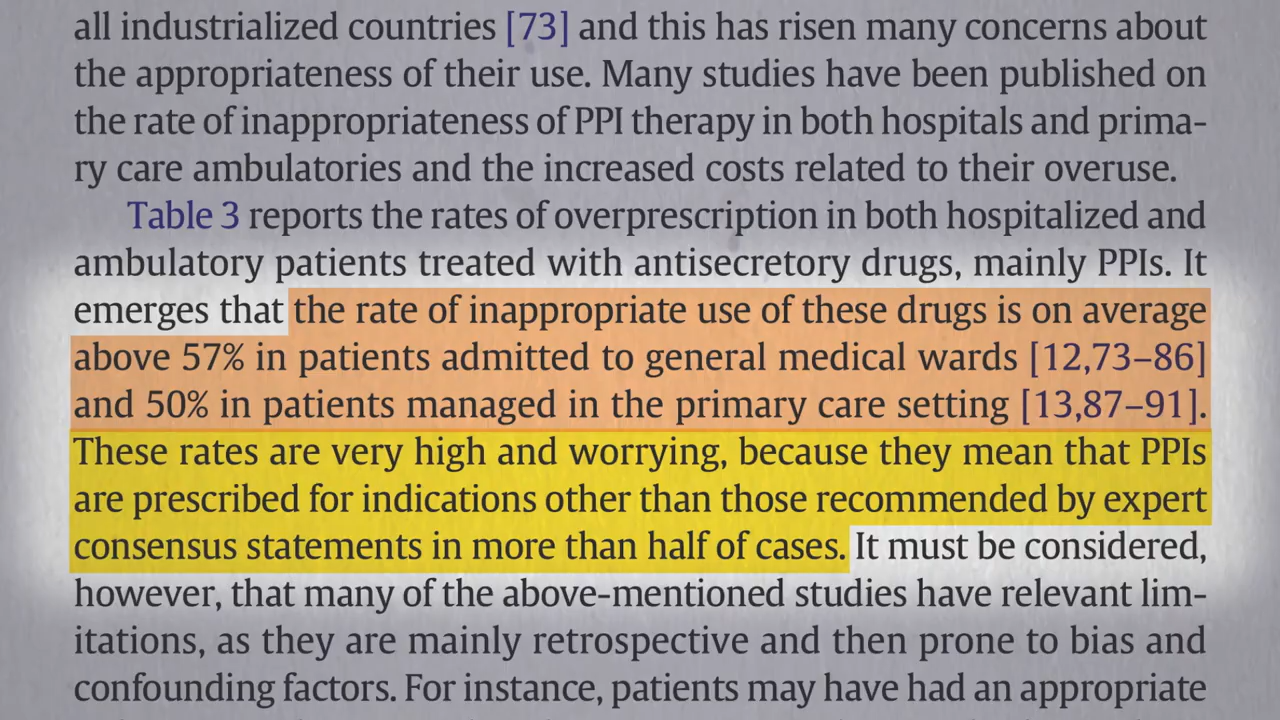 all industrialized countries [73] and this has risen many concerns about
the appropriateness of their use. Many studies have been published on
the rate of inappropriateness of PPI therapy in both hospitals and prima-
ry care ambulatories and the increased costs related to their overuse.
Table 3 reports the rates of overprescription in both hospitalized and
ambulatory patients treated with antisecretory drugs, mainly PPIs. It
emerges that the rate of inappropriate use of these drugs is on average
above 57% in patients admitted to general medical wards [12,73–86]
and 50% in patients managed in the primary care setting [13,87–91].
These rates are very high and worrying, because they mean that PPIs
are prescribed for indications other than those recommended by expert
consensus statements in more than half of cases. It must be considered,
however, that many of the above-mentioned studies have relevant lim-
itations, as they are mainly retrospective and then prone to bias and
confounding factors. For instance, patients may have had an appropriate